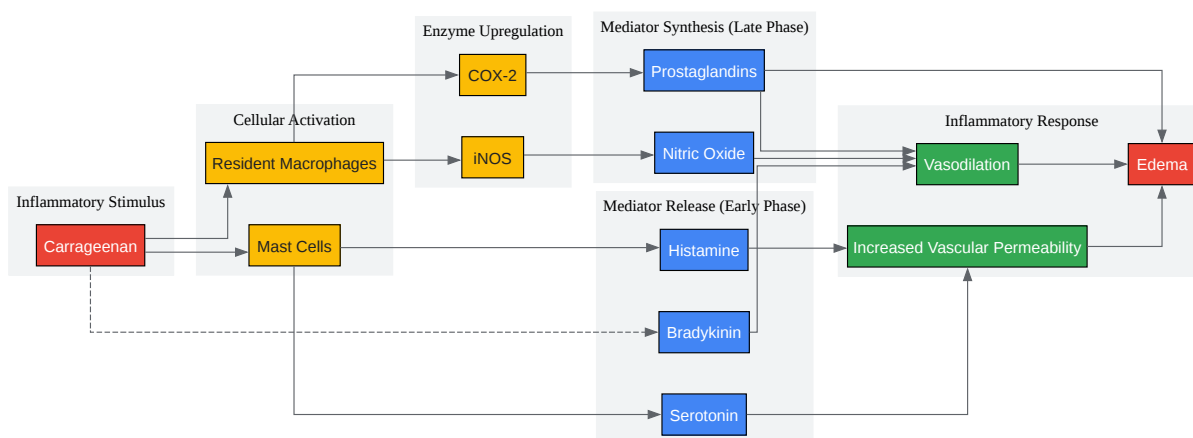 Inflammatory Stimulus
Carrageenan
Cellular Activation
Resident Macrophages
Mast Cells
Enzyme Upregulation
COX-2
iNOS
Mediator Synthesis (Late Phase)
Prostaglandins
Nitric Oxide
Mediator Release (Early Phase)
Histamine
Bradykinin
Serotonin
Inflammatory Response
Vasodilation
Edema
Increased Vascular Permeability